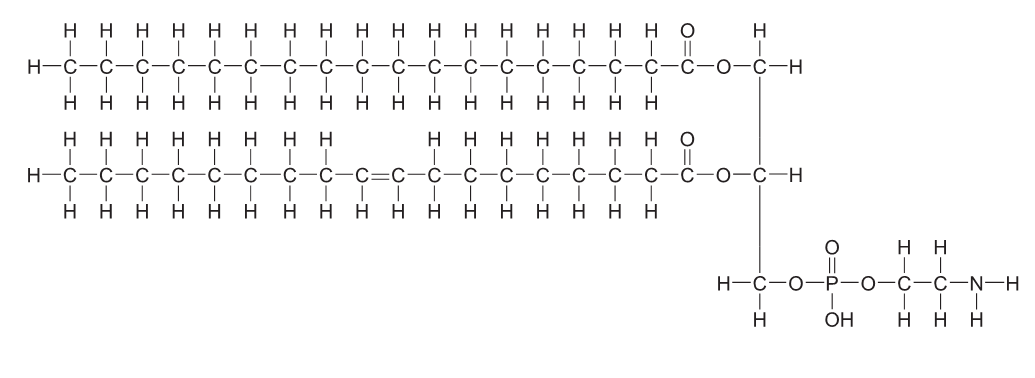 H H H H H H H H H H H H H H H H H O H
H—C—C—C—C—C—C—C—C—C—C—C—C—C—C—C—C—C—C—O—C—H
H H H H H H H H H H H H H H H H H
H H H H H H H H H H H H H H H O
H—C—C—C—C—C—C—C—C—C=C—C—C—C—C—C—C—C—C—O—C—H
H H H H H H H H H H H H H H H H H
O H H
H—C—O—P—O—C—C—N—H
H OH H H H